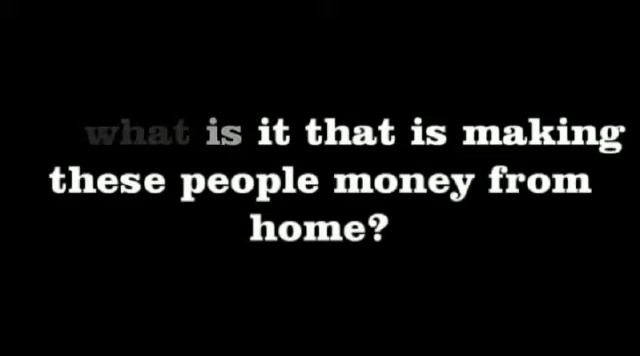 what is it that is making
these people money from
home?